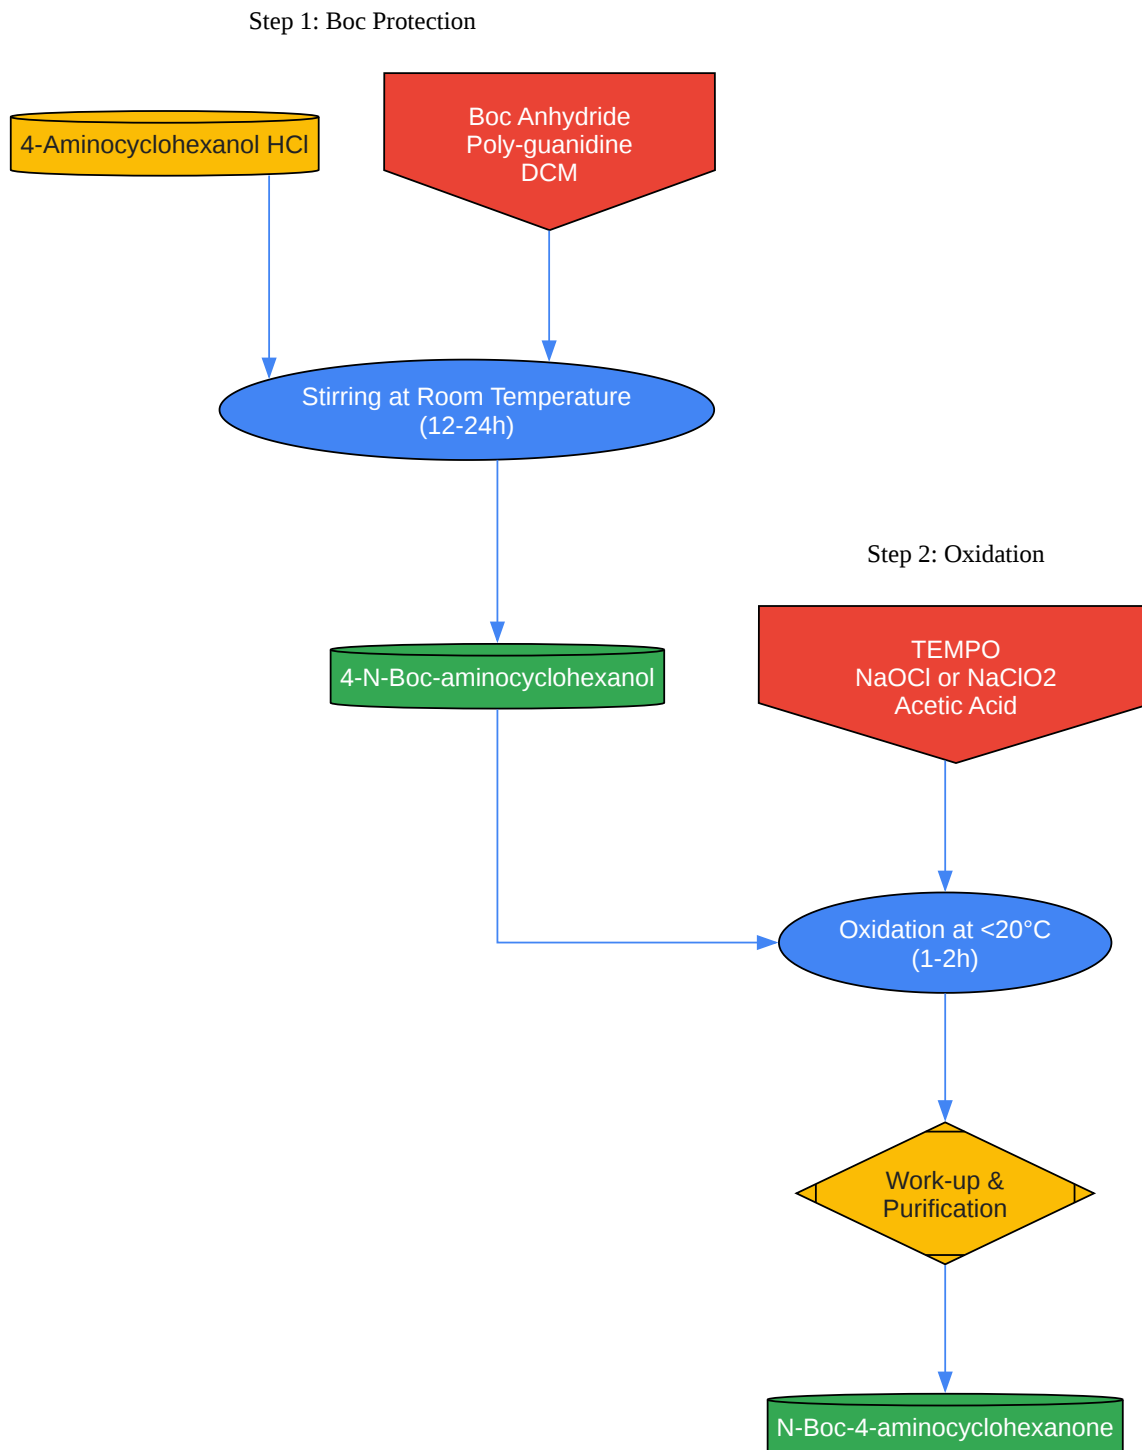 Step 1: Boc Protection
4-Aminocyclohexanol HCl
Boc Anhydride
Poly-guanidine
DCM
Stirring at Room Temperature
(12-24h)
Step 2: Oxidation
4-N-Boc-aminocyclohexanol
TEMPO
NaOCl or NaClO2
Acetic Acid
Oxidation at <20°C
(1-2h)
Work-up &
Purification
N-Boc-4-aminocyclohexanone